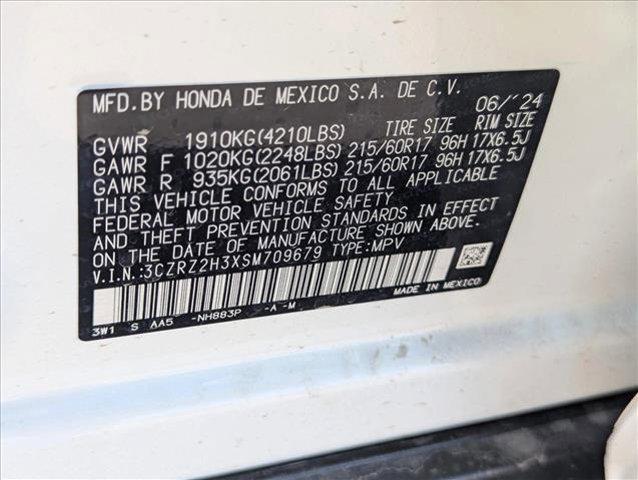 MFD.BY HONDA DE MEXICO S.A. DE C.V. 06/'24
GVWR 1910KG(4210LBS) TIRE SIZE RIM SIZE
GAWR F 1020KG(2248LBS) 215/60R17 96H 17X6.5J
GAWR R 935KG(2061LBS) 215/60R17 96H 17X6.5J
THIS VEHICLE CONFORMS TO ALL APPLICABLE
FEDERAL MOTOR VEHICLE SAFETY
AND THEFT PREVENTION STANDARDS IN EFFECT
ON THE DATE OF MANUFACTURE SHOWN ABOVE.
V.I.N.:3CZRZ2H3XSM709679 TYPE:MPV
3W1 S AA5 -NH883P -A -M MADE IN MEXICO